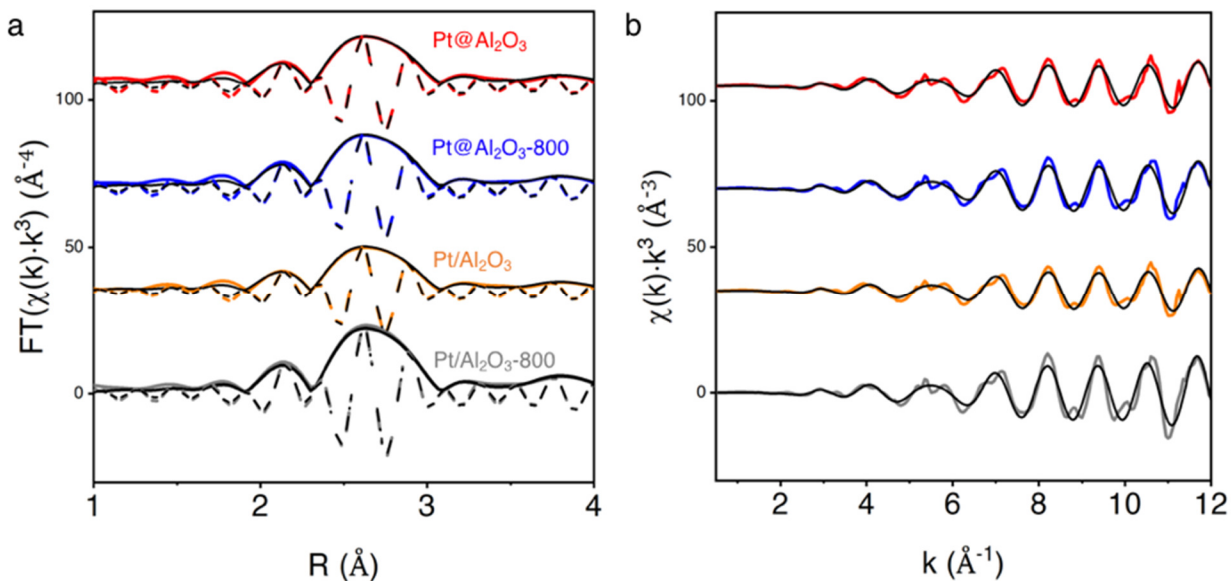 a
Pt@Al₂O₃
100
Pt@Al₂O₃-800
50
Pt/Al₂O₃
Pt/Al₂O₃-800
0
FT(χ(k)·k³) (Å⁻⁴)
1 2 3 4
R (Å)
b
100
50
0
χ(k)·k³ (Å⁻³)
2 4 6 8 10 12
k (Å⁻¹)